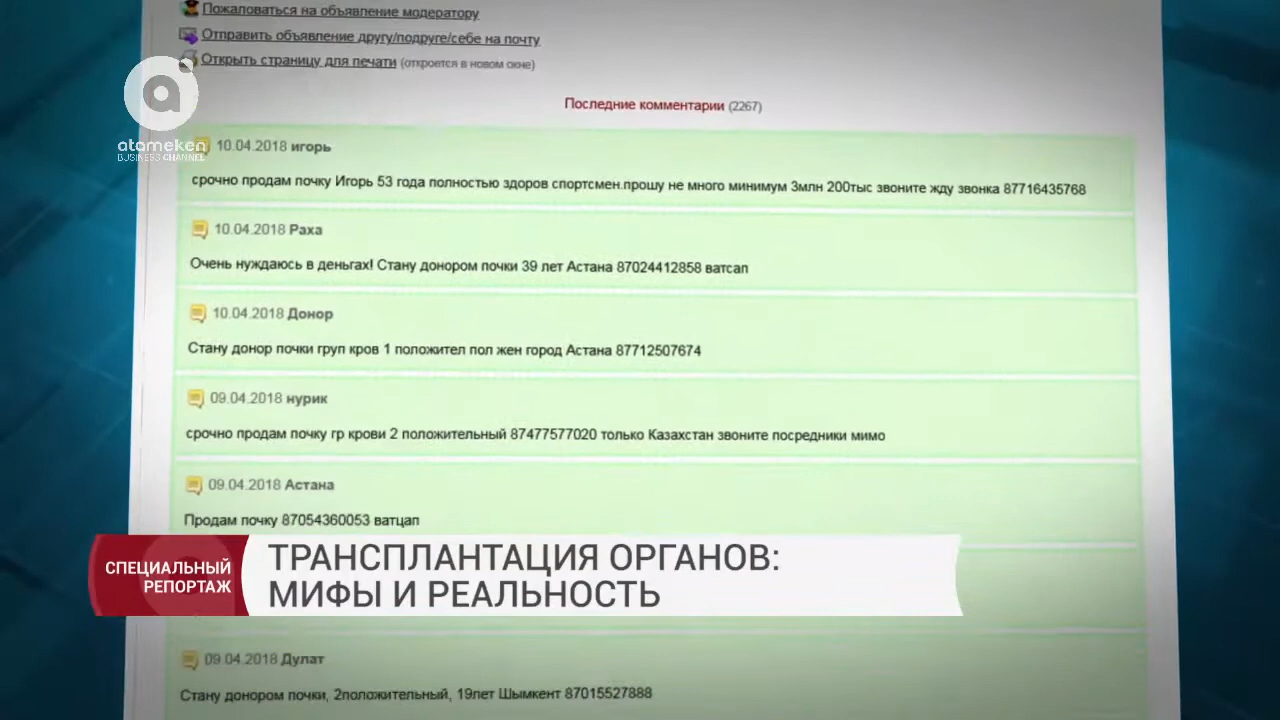 Пожаловаться на объявление модератору
Отправить объявление другу/подруге/себе на почту
Открыть страницу для печати (откроется в новом окне)
atameken
BUSINESS CHANNEL
Последние комментарии (2267)
10.04.2018 игорь
срочно продам почку Игорь 53 года полностью здоров спортсмен.прошу не много минимум 3млн 200тыс звоните жду звонка 87716435768
10.04.2018 Раха
Очень нуждаюсь в деньгах! Стану донором почки 39 лет Астана 87024412858 ватсап
10.04.2018 Донор
Стану донор почки груп кров 1 положител пол жен город Астана 87712507674
09.04.2018 нурик
срочно продам почку гр крови 2 положительный 87477577020 только Казахстан звоните посредники мимо
09.04.2018 Астана
Продам почку 87054360053 ватцап
СПЕЦИАЛЬНЫЙ
РЕПОРТАЖ
ТРАНСПЛАНТАЦИЯ ОРГАНОВ:
МИФЫ И РЕАЛЬНОСТЬ
09.04.2018 Дулат
Стану донором почки, 2положительный, 19лет Шымкент 87015527888